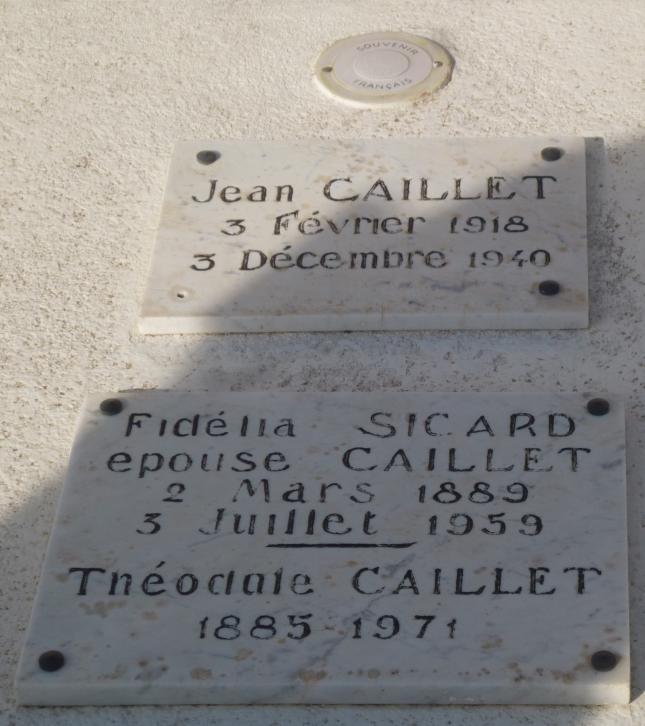 SOUVENIR
FRANÇAIS
Jean CAILLET
3 Février 1918
3 Décembre 1940
Fidélia SICARD
epouse CAILLET
2 Mars 1889
3 Juillet 1959
Théodule CAILLET
1885-1971